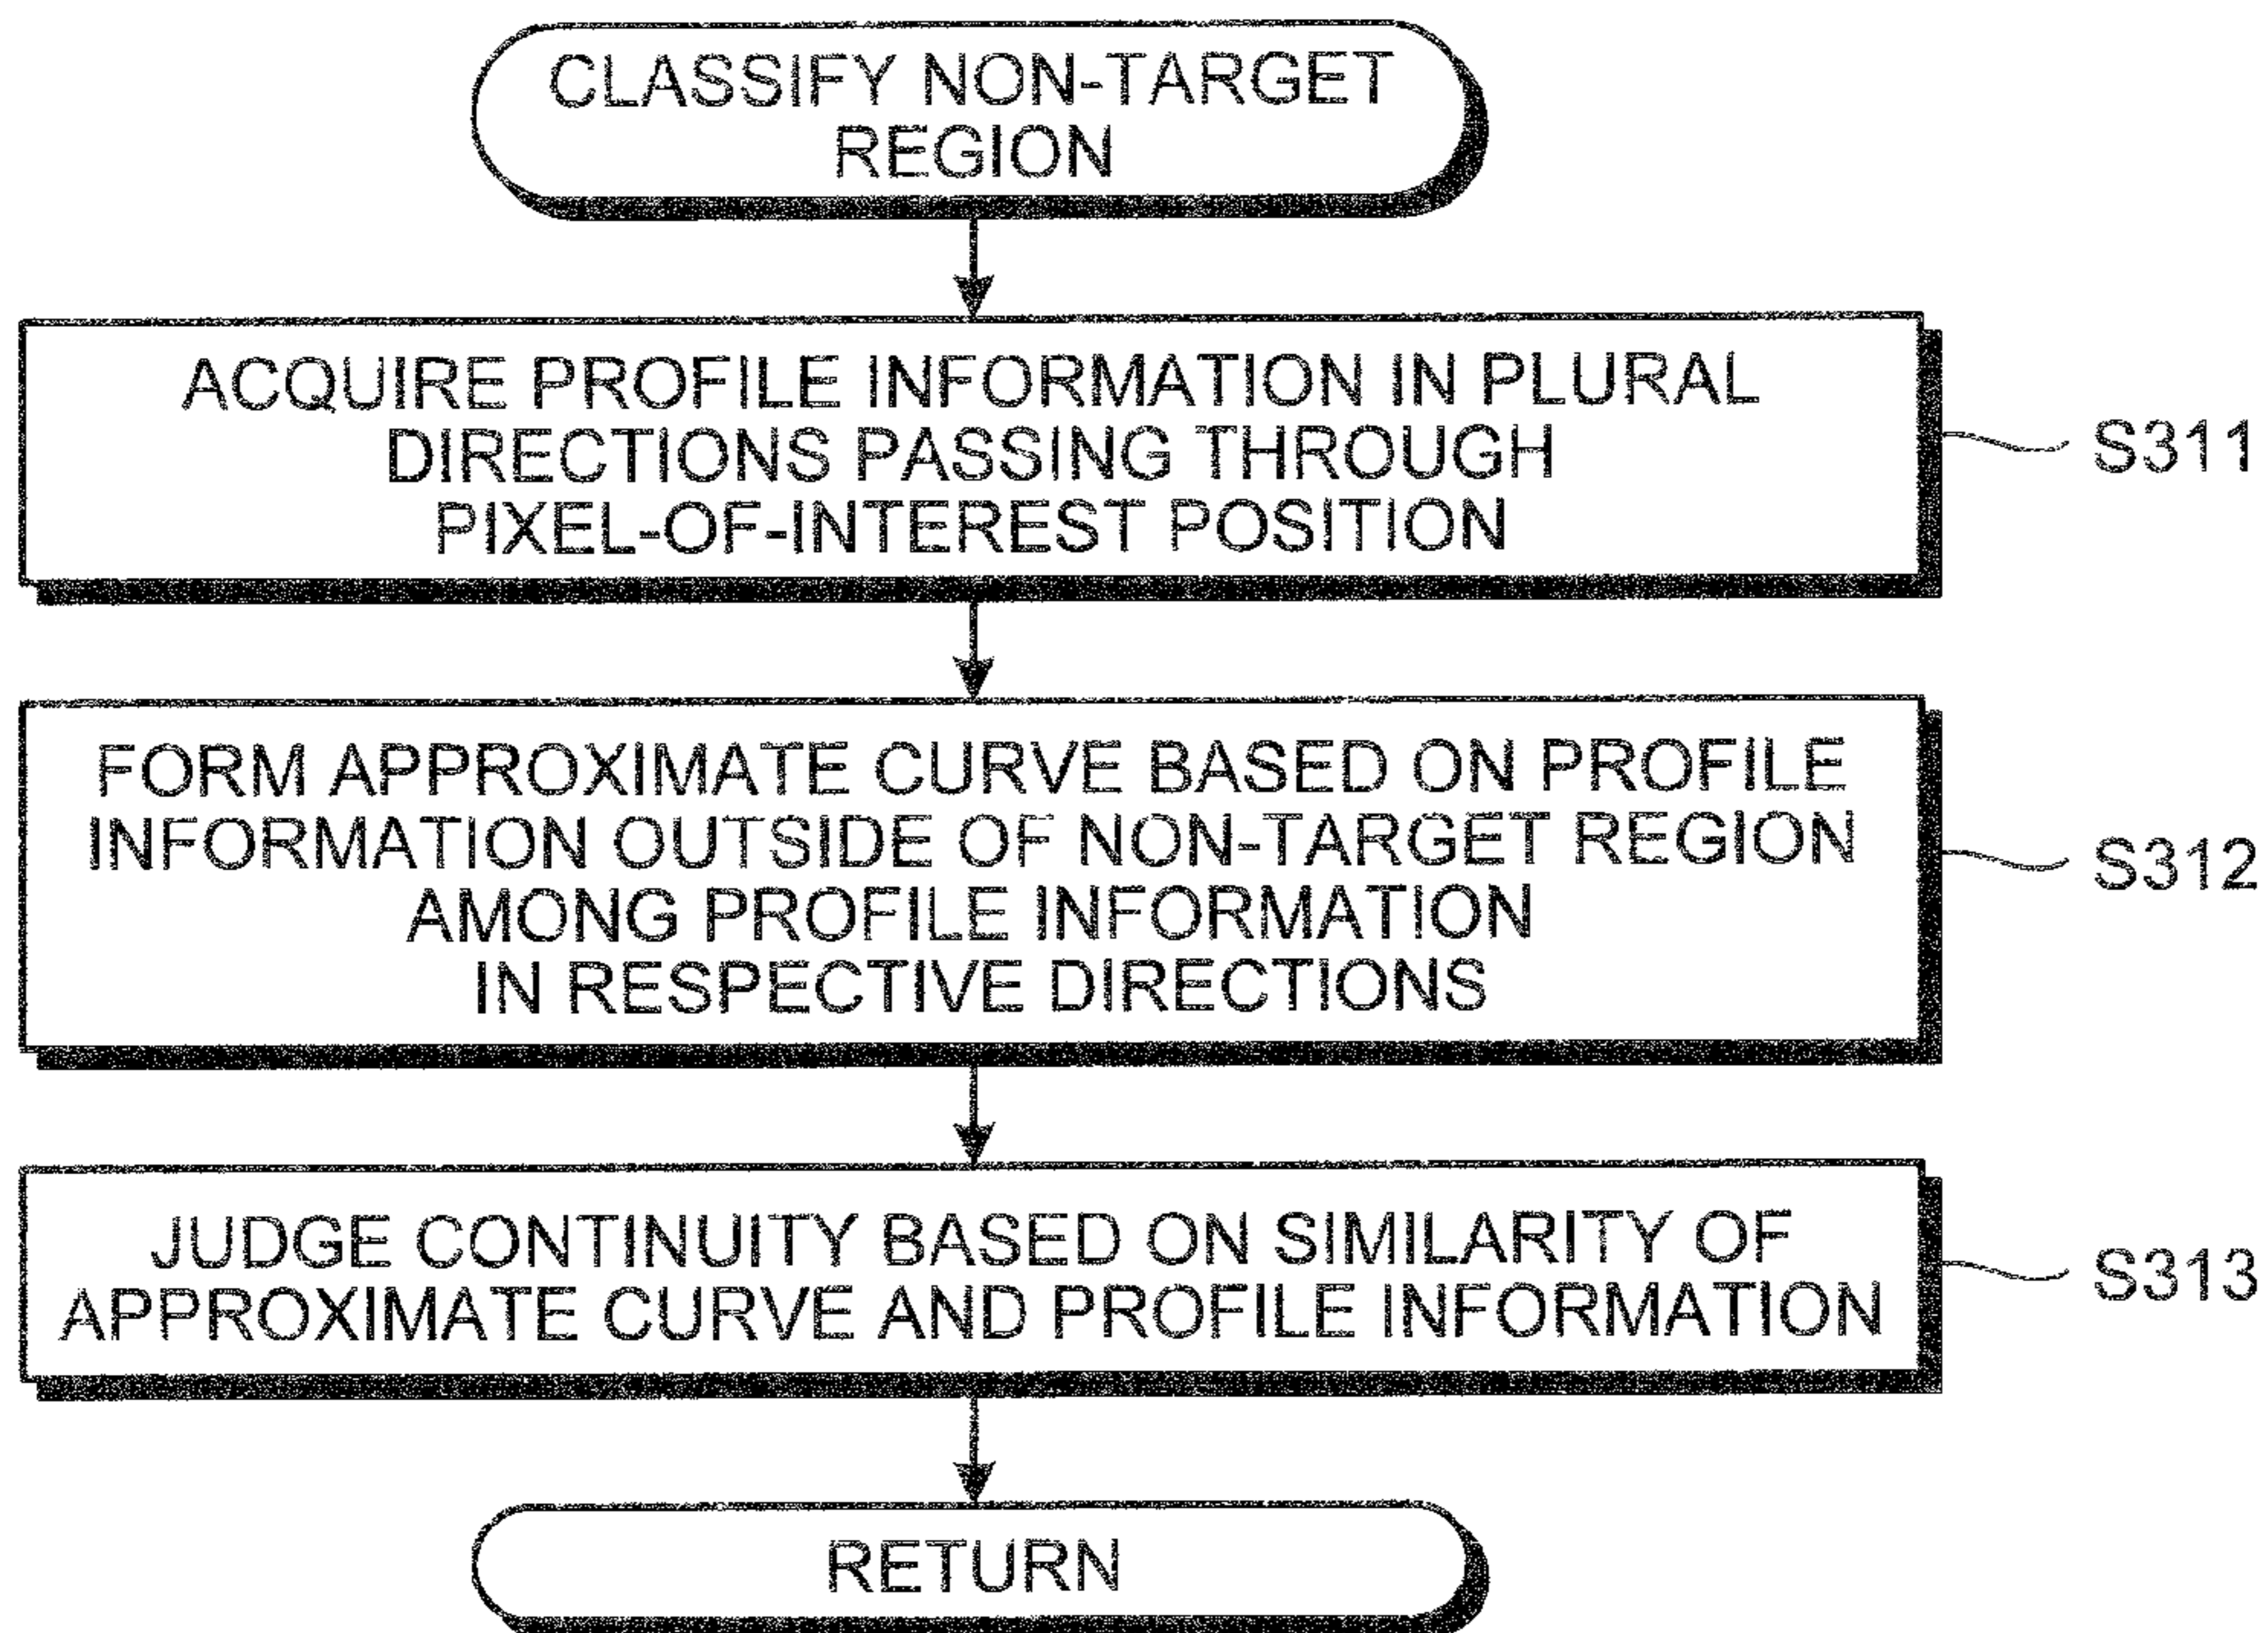 CLASSIFY NON-TARGET
REGION
ACQUIRE PROFILE INFORMATION IN PLURAL
DIRECTIONS PASSING THROUGH
PIXEL-OF-INTEREST POSITION
S311
FORM APPROXIMATE CURVE BASED ON PROFILE
INFORMATION OUTSIDE OF NON-TARGET REGION
AMONG PROFILE INFORMATION
IN RESPECTIVE DIRECTIONS
S312
JUDGE CONTINUITY BASED ON SIMILARITY OF
APPROXIMATE CURVE AND PROFILE INFORMATION
S313
RETURN